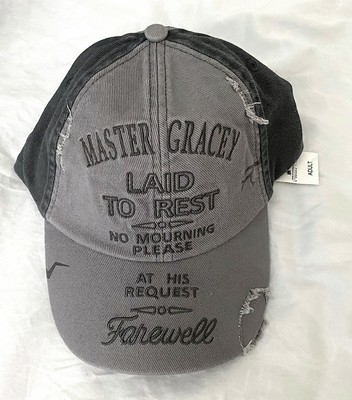 MASTER GRACEY
LAID
TO REST
NO MOURNING
PLEASE
AT HIS
REQUEST
Farewell
ADULT